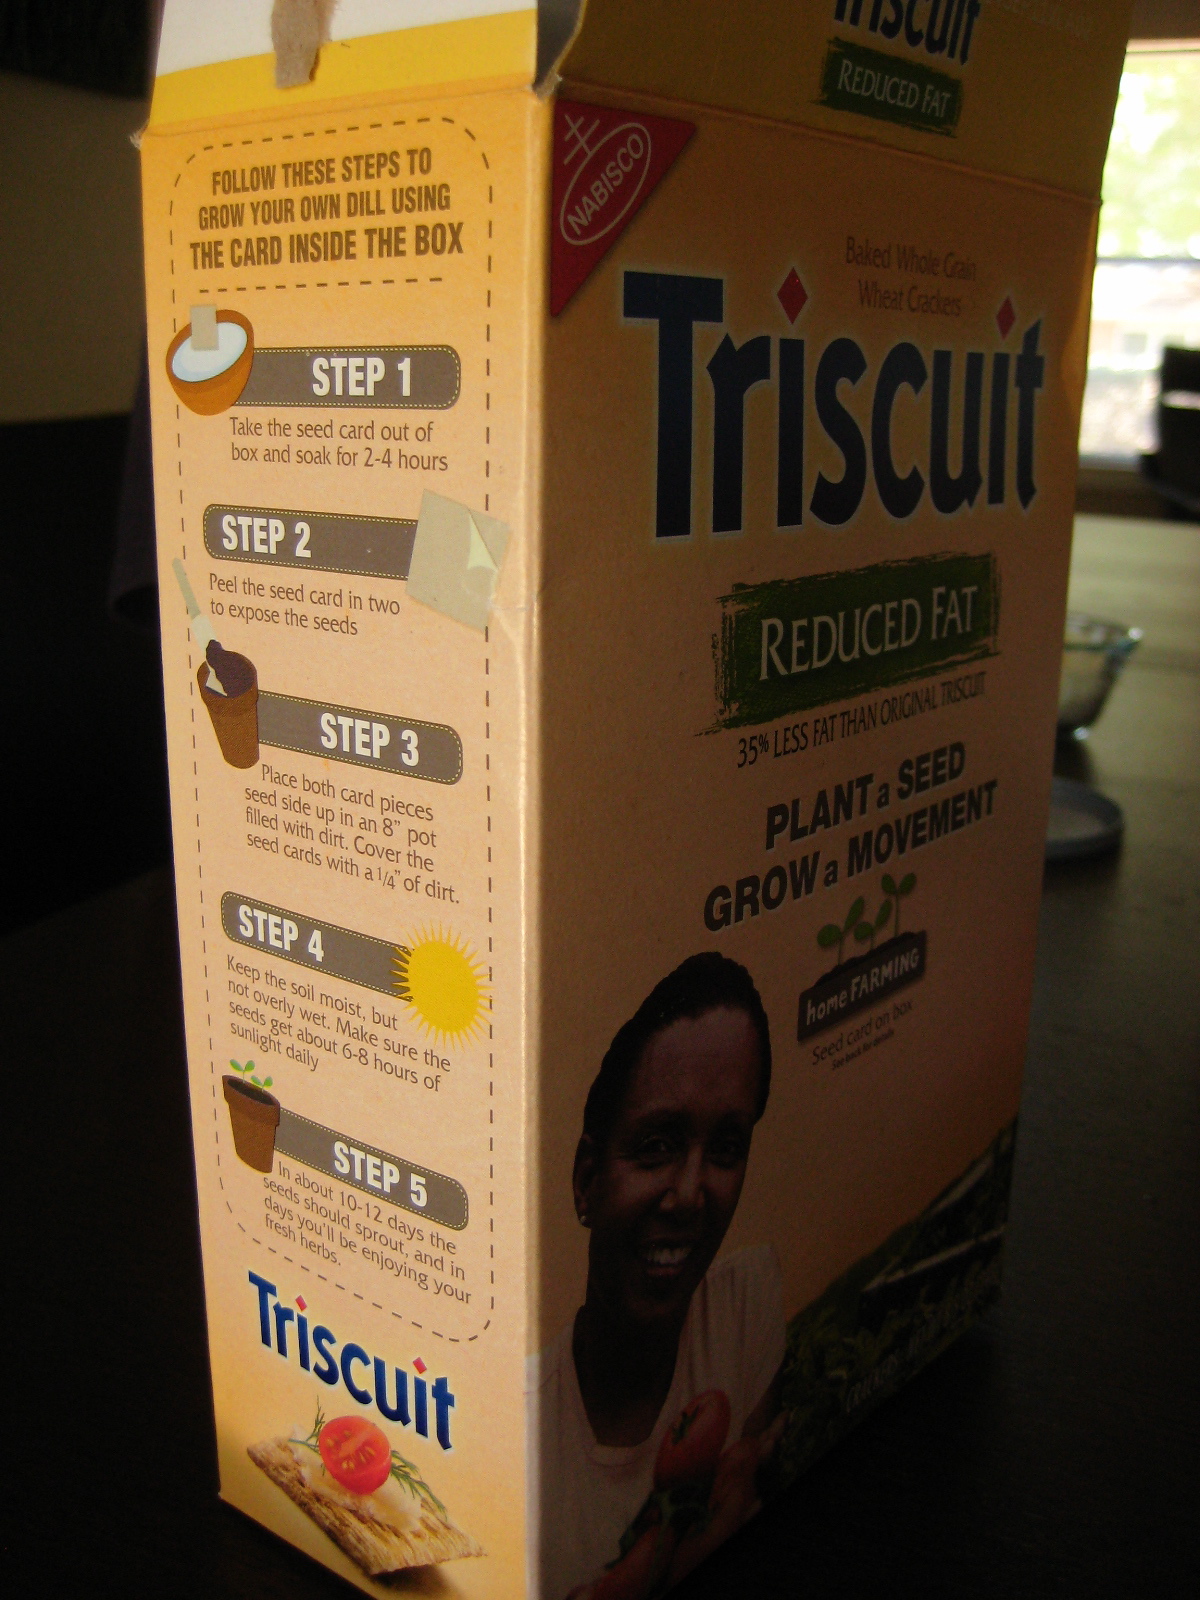 FOLLOW THESE STEPS TO
GROW YOUR OWN DILL USING
THE CARD INSIDE THE BOX
STEP 1
Take the seed card out of
box and soak for 2-4 hours
STEP 2
Peel the seed card in two
to expose the seeds
STEP 3
Place both card pieces
seed side up in an 8" pot
filled with dirt. Cover the
seed cards with a 1/4" of dirt.
STEP 4
Keep the soil moist, but
not overly wet. Make sure the
seeds get about 6-8 hours of
sunlight daily
STEP 5
In about 10-12 days the
seeds should sprout, and in
days you'll be enjoying your
fresh herbs.
Triscuit
Triscuit
REDUCED FAT
NABISCO
Baked Whole Grain
Wheat Crackers
Triscuit
REDUCED FAT
35% LESS FAT THAN ORIGINAL TRISCUIT
PLANT a SEED
GROW a MOVEMENT
home FARMING
Seed card on box
See back for details